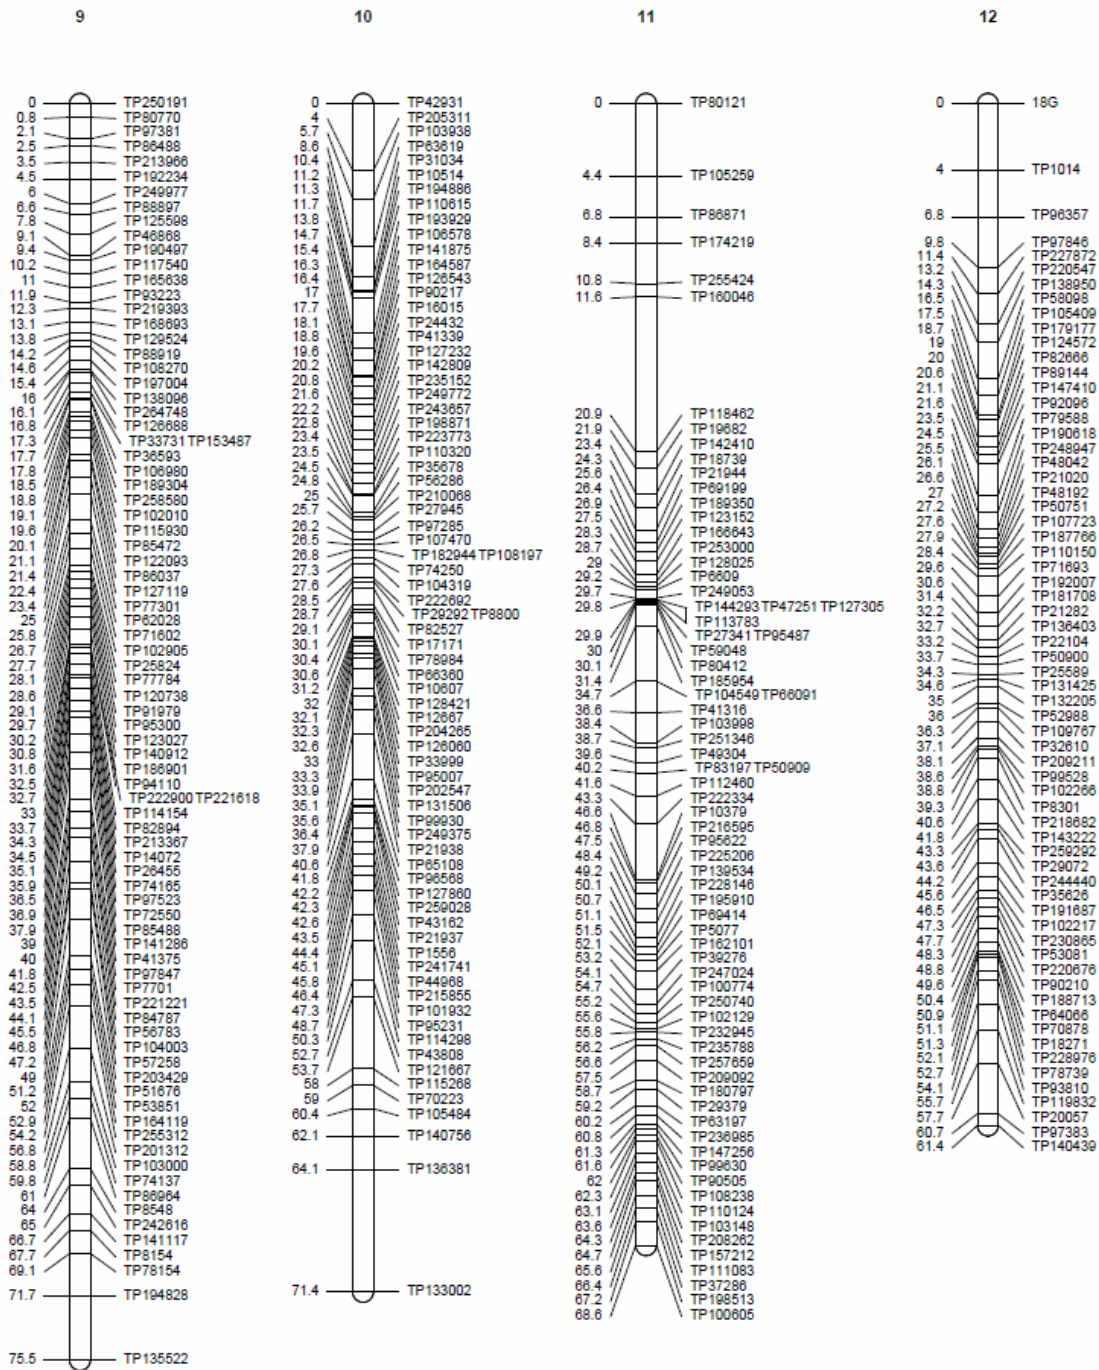 9
0 TP250191
0.8 TP80770
2.1 TP97381
2.5 TP86488
3.5 TP213966
4.5 TP192234
6 TP249977
6.6 TP88897
7.8 TP125598
9.1 TP46868
9.4 TP190497
10.2 TP117540
11 TP165638
11.9 TP93223
12.3 TP219393
13.1 TP168693
13.8 TP129524
14.2 TP88919
14.6 TP108270
15.4 TP197004
16 TP138096
16.1 TP264748
16.8 TP126688
17.3 TP33731 TP153487
17.7 TP36593
17.8 TP106980
18.5 TP189304
18.8 TP258580
19.1 TP102010
19.6 TP115930
20.1 TP85472
21.1 TP122093
21.4 TP86037
22.4 TP127119
23.4 TP77301
25 TP62028
25.8 TP71602
26.7 TP102905
27.7 TP25824
28.1 TP77784
28.6 TP120738
29.1 TP91979
29.7 TP95300
30.2 TP123027
30.8 TP140912
31.6 TP186901
32.5 TP94110
32.7 TP222900 TP221618
33 TP114154
33.7 TP82894
34.3 TP213367
34.5 TP14072
35.1 TP26455
35.9 TP74165
36.5 TP97523
36.9 TP72550
37.9 TP85488
39 TP141286
40 TP41375
41.8 TP97847
42.5 TP7701
43.5 TP221221
44.1 TP84787
45.5 TP56783
46.8 TP104003
47.2 TP57258
49 TP203429
51.2 TP51676
52 TP53851
52.9 TP164119
54.2 TP255312
56.8 TP201312
58.8 TP103000
59.8 TP74137
61 TP86964
64 TP8548
65 TP242616
66.7 TP141117
67.7 TP8154
69.1 TP78154
71.7 TP194828
75.5 TP135522
10
0 TP42931
4 TP205311
5.7 TP103938
8.6 TP63619
10.4 TP31034
11.2 TP10514
11.3 TP194886
11.7 TP110615
13.8 TP193929
14.7 TP106578
15.4 TP141875
16.3 TP164587
16.4 TP126543
17 TP90217
17.7 TP16015
18.1 TP24432
18.8 TP41339
19.6 TP127232
20.2 TP142809
20.8 TP235152
21.6 TP249772
22.2 TP243657
22.8 TP198871
23.4 TP223773
23.5 TP110320
24.5 TP35678
24.8 TP56286
25 TP210068
25.7 TP27945
26.2 TP97285
26.5 TP107470
26.8 TP182944 TP108197
27.3 TP74250
27.6 TP104319
28.5 TP222692
28.7 TP29292 TP8800
29.1 TP82527
30.1 TP17171
30.4 TP78984
30.6 TP66360
31.2 TP10607
32 TP128421
32.1 TP12667
32.3 TP204265
32.6 TP126060
33 TP33999
33.3 TP95007
33.9 TP202547
35.1 TP131506
35.6 TP99930
36.4 TP249375
37.9 TP21938
40.6 TP65108
41.8 TP96568
42.2 TP127860
42.3 TP259028
42.6 TP43162
43.5 TP21937
44.4 TP1556
45.1 TP241741
45.8 TP44968
46.4 TP215855
47.3 TP101932
48.7 TP95231
50.3 TP114298
52.7 TP43808
53.7 TP121667
58 TP115268
59 TP70223
60.4 TP105484
62.1 TP140756
64.1 TP136381
71.4 TP133002
11
0 TP80121
4.4 TP105259
6.8 TP86871
8.4 TP174219
10.8 TP255424
11.6 TP160046
20.9 TP118462
21.9 TP19682
23.4 TP142410
24.3 TP18739
25.6 TP21944
26.4 TP69199
26.9 TP189350
27.5 TP123152
28.3 TP166643
28.7 TP253000
29 TP128025
29.2 TP6609
29.7 TP249053
29.8 TP144293 TP47251 TP127305
TP113783
29.9 TP27341 TP95487
30 TP59048
30.1 TP80412
31.4 TP185954
34.7 TP104549 TP66091
36.6 TP41316
38.4 TP103998
38.7 TP251346
39.6 TP49304
40.2 TP83197 TP50909
41.6 TP112460
43.3 TP222334
46.6 TP10379
46.8 TP216595
47.5 TP95622
48.4 TP225206
49.2 TP139534
50.1 TP228146
50.7 TP195910
51.1 TP69414
51.5 TP5077
52.1 TP162101
53.2 TP39276
54.1 TP247024
54.7 TP100774
55.2 TP250740
55.6 TP102129
55.8 TP232945
56.2 TP235788
56.6 TP257659
57.5 TP209092
58.7 TP180797
59.2 TP29379
60.2 TP63197
60.8 TP236985
61.3 TP147256
61.6 TP99630
62 TP90505
62.3 TP108238
63.1 TP110124
63.6 TP103148
64.3 TP208262
64.7 TP157212
65.6 TP111083
66.4 TP37286
67.2 TP198513
68.6 TP100605
12
0 18G
4 TP1014
6.8 TP96357
9.8 TP97846
11.4 TP227872
13.2 TP220547
14.3 TP138950
16.5 TP58098
17.5 TP105409
18.7 TP179177
19 TP124572
20 TP82666
20.6 TP89144
21.1 TP147410
21.6 TP92096
23.5 TP79588
24.5 TP190618
25.5 TP248947
26.1 TP48042
26.6 TP21020
27 TP48192
27.2 TP50751
27.6 TP107723
27.9 TP187766
28.4 TP110150
29.6 TP71693
30.6 TP192007
31.4 TP181708
32.2 TP21282
32.7 TP136403
33.2 TP22104
33.7 TP50900
34.3 TP25589
34.6 TP131425
35 TP132205
36 TP52988
36.3 TP109767
37.1 TP32610
38.1 TP209211
38.6 TP99528
38.8 TP102266
39.3 TP8301
40.6 TP218682
41.8 TP143222
43.3 TP259292
43.6 TP29072
44.2 TP244440
45.6 TP35626
46.5 TP191687
47.3 TP102217
47.7 TP230865
48.3 TP53081
48.8 TP220676
49.6 TP90210
50.4 TP188713
50.9 TP64066
51.1 TP70878
51.3 TP18271
52.1 TP228976
52.7 TP78739
54.1 TP93810
55.7 TP119832
57.7 TP20057
60.7 TP97383
61.4 TP140439